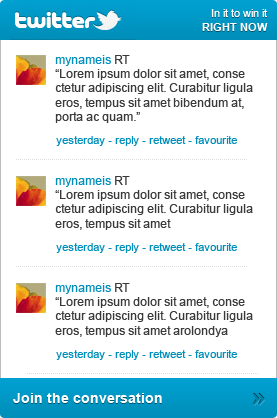 twitter
In it to win it
RIGHT NOW
mynameis RT
“Lorem ipsum dolor sit amet, conse
ctetur adipiscing elit. Curabitur ligula
eros, tempus sit amet bibendum at,
porta ac quam.”
yesterday - reply - retweet - favourite
mynameis RT
“Lorem ipsum dolor sit amet, conse
ctetur adipiscing elit. Curabitur ligula
eros, tempus sit amet
yesterday - reply - retweet - favourite
mynameis RT
“Lorem ipsum dolor sit amet, conse
ctetur adipiscing elit. Curabitur ligula
eros, tempus sit amet arolondya
yesterday - reply - retweet - favourite
Join the conversation »